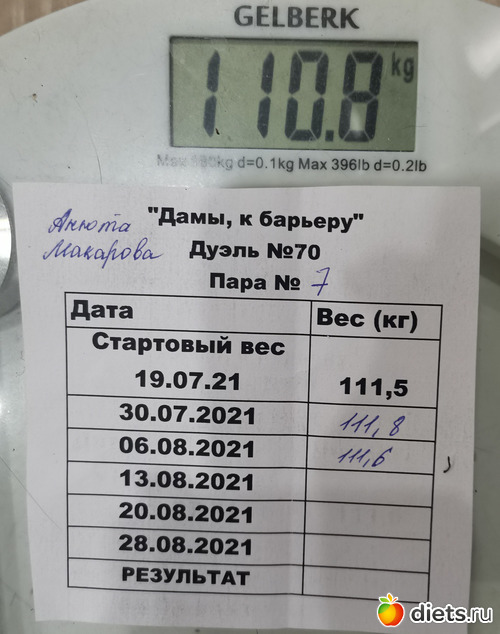 GELBERK
110.8 kg
Max 180kg d=0.1kg Max 396lb d=0.2lb
Анюта
Макарова
"Дамы, к барьеру"
Дуэль №70
Пара № 7
Дата Вес (кг)
Стартовый вес
19.07.21 111,5
30.07.2021 111,8
06.08.2021 111,6
13.08.2021
20.08.2021
28.08.2021
РЕЗУЛЬТАТ
diets.ru